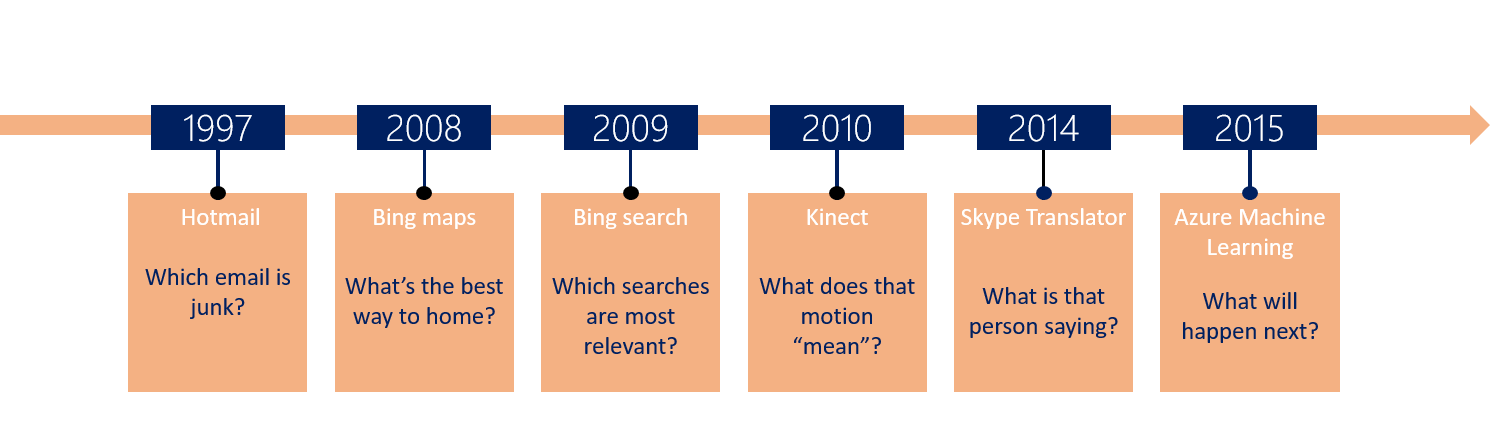 1997
2008
2009
2010
2014
2015
Hotmail
Which email is
junk?
Bing maps
What’s the best
way to home?
Bing search
Which searches
are most
relevant?
Kinect
What does that
motion
“mean”?
Skype Translator
What is that
person saying?
Azure Machine
Learning
What will
happen next?